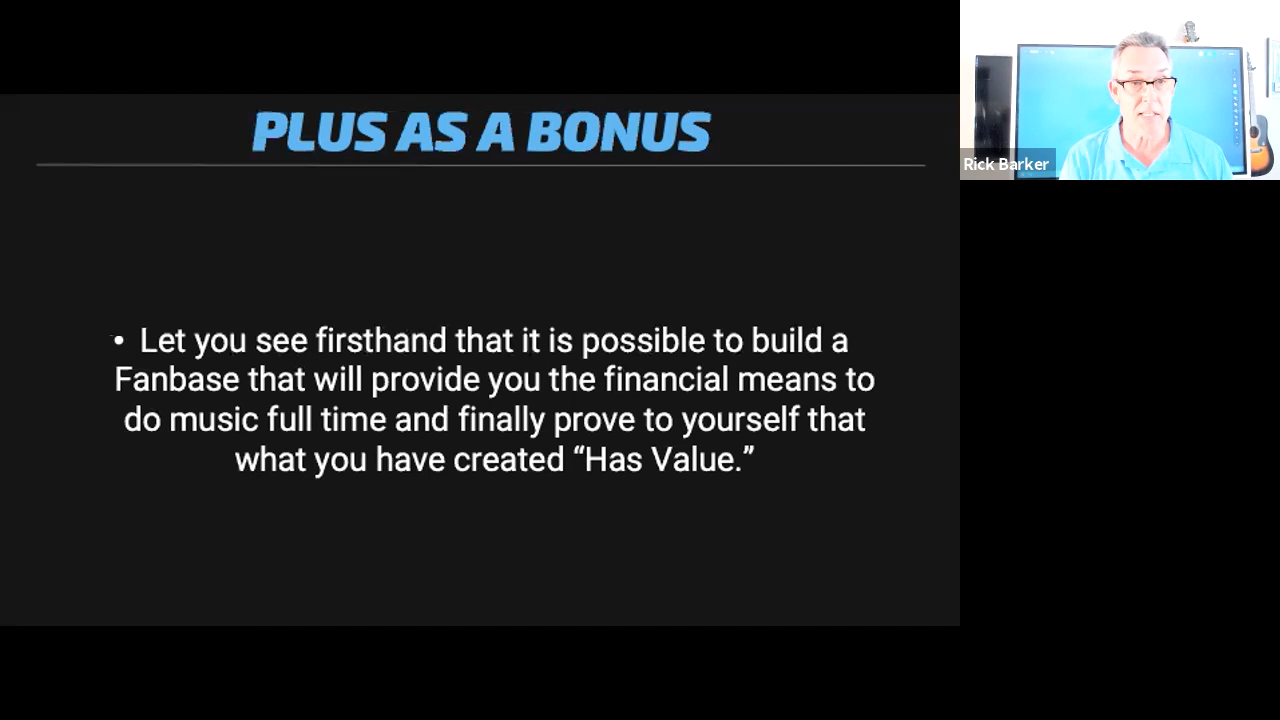 PLUS AS A BONUS
• Let you see firsthand that it is possible to build a
Fanbase that will provide you the financial means to
do music full time and finally prove to yourself that
what you have created “Has Value.”
Rick Barker